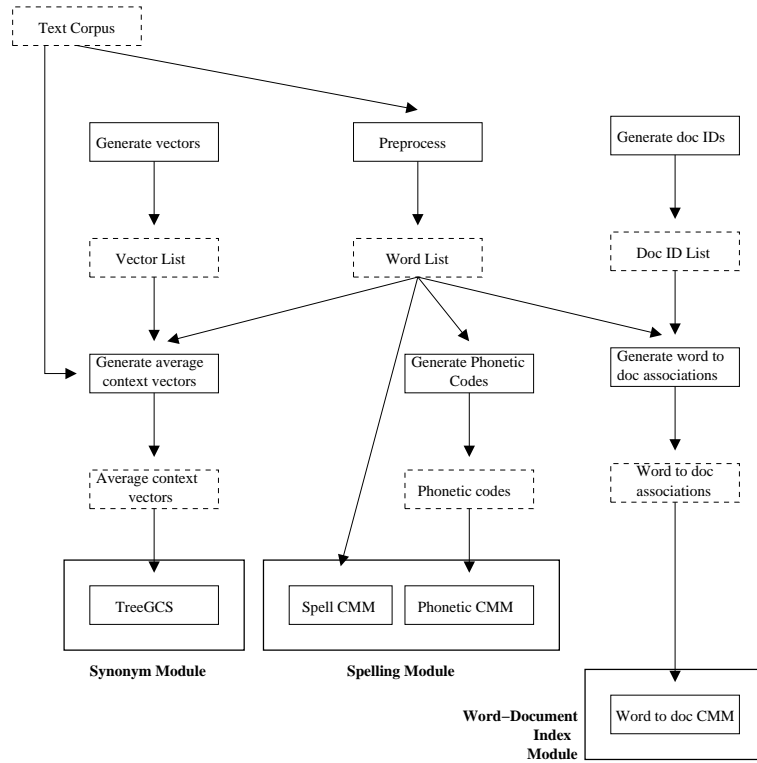 Text Corpus
Generate vectors
Preprocess
Generate doc IDs
Vector List
Word List
Doc ID List
Generate average
context vectors
Generate Phonetic
Codes
Generate word to
doc associations
Average context
vectors
Phonetic codes
Word to doc
associations
TreeGCS
Spell CMM
Phonetic CMM
Synonym Module
Spelling Module
Word−Document
Index
Module
Word to doc CMM